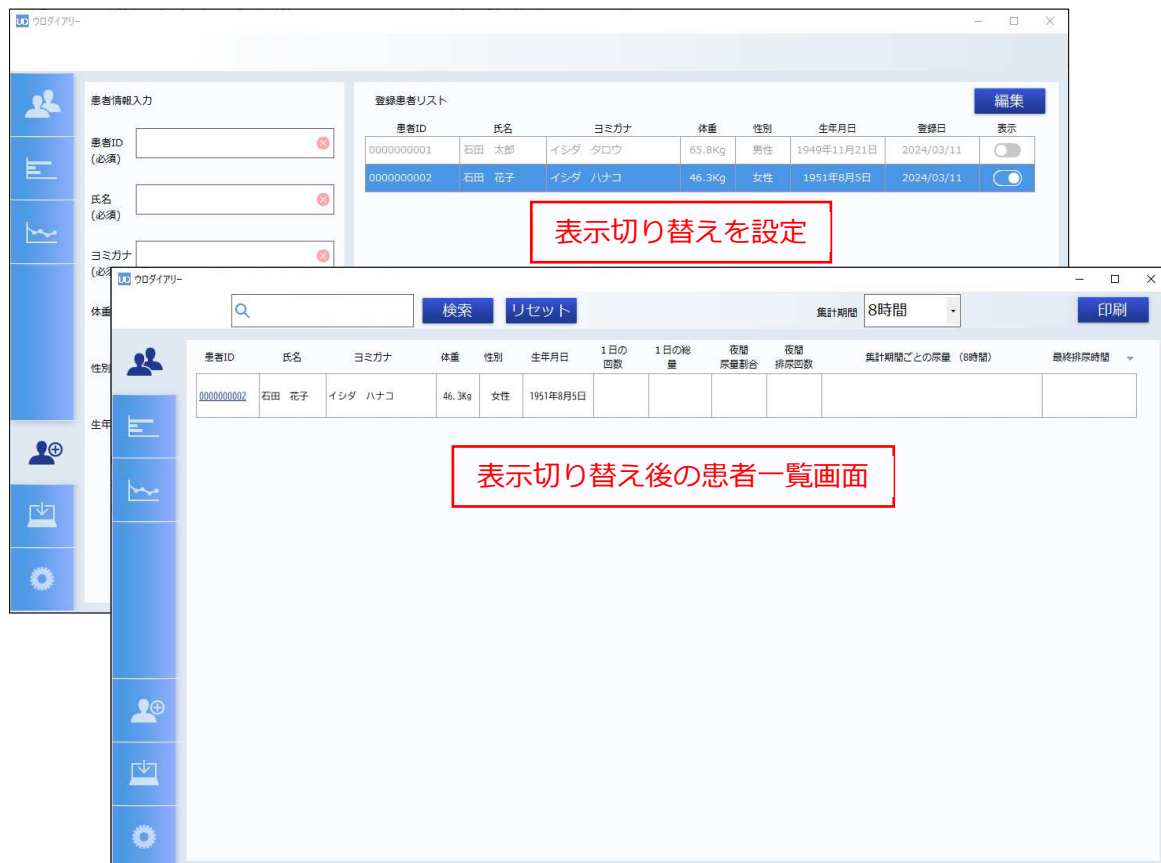 UD ウロダイアリー
患者情報入力
登録患者リスト
編集
患者ID 氏名 ヨミガナ 体重 性別 生年月日 登録日 表示
0000000001 石田 太郎 イシダ タロウ 65.8Kg 男性 1949年11月21日 2024/03/11
0000000002 石田 花子 イシダ ハナコ 46.3Kg 女性 1951年8月5日 2024/03/11
患者ID
(必須)
氏名
(必須)
ヨミガナ
(必須
体重
性別
生年
表示切り替えを設定
UD ウロダイアリー
検索 リセット 集計期間 8時間 印刷
患者ID 氏名 ヨミガナ 体重 性別 生年月日 1日の回数 1日の総量 夜間尿量割合 夜間排尿回数 集計期間ごとの尿量 (8時間) 最終排尿時間
0000000002 石田 花子 イシダ ハナコ 46.3Kg 女性 1951年8月5日
表示切り替え後の患者一覧画面